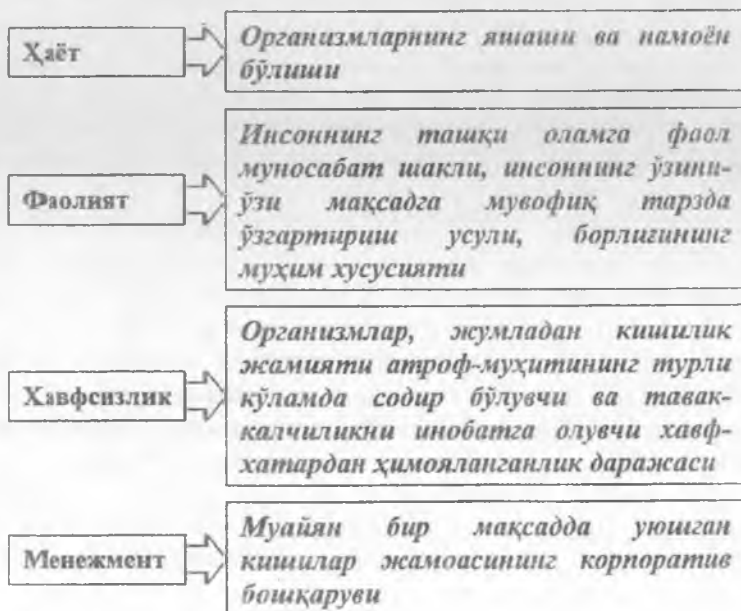 Ҳаёт
Организмларнинг яшаши ва намоён
бўлиши
Фаолият
Инсоннинг ташқи оламга фаол
муносабат шакли, инсоннинг ўзини-
ўзи мақсадга мувофиқ тарзда
ўзгартириш усули, борлигининг
муҳим хусусияти
Хавфсизлик
Организмлар, жумладан кишилик
жамияти атроф-муҳитининг турли
кўламда содир бўлувчи ва тавак-
калчиликни инобатга олувчи хавф-
хатардан ҳимояланганлик даражаси
Менежмент
Муайян бир мақсадда уюшган
кишилар жамоасининг корпоратив
бошқаруви